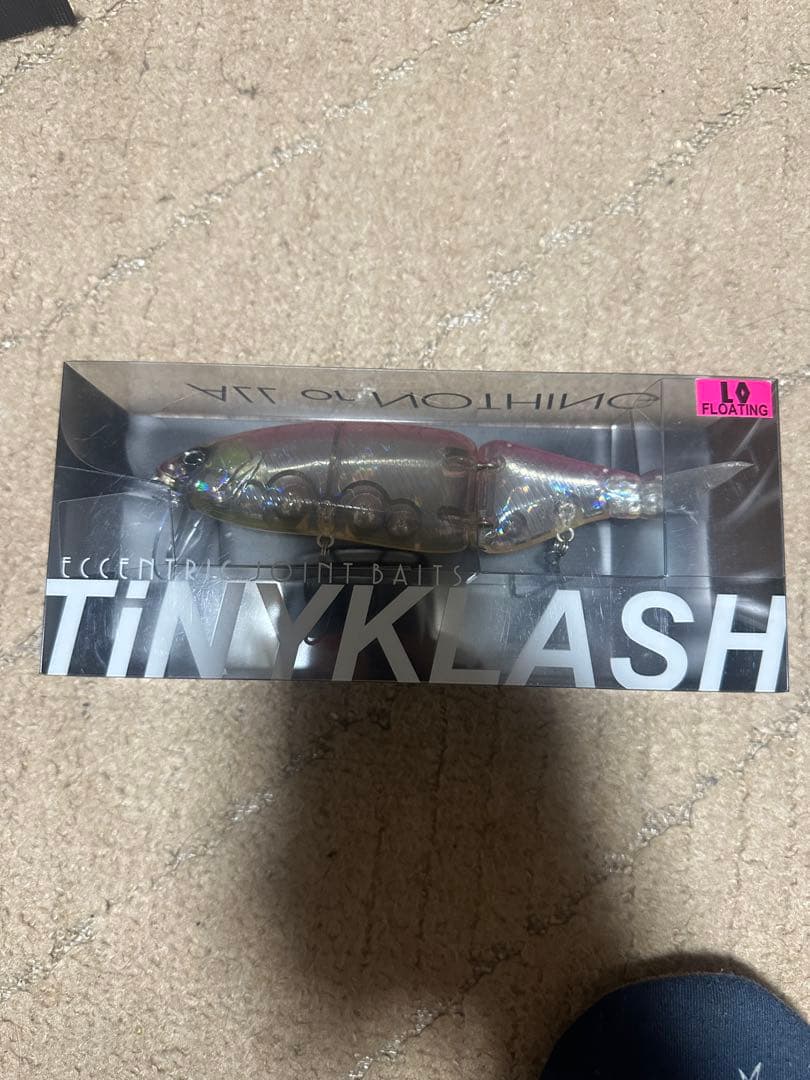 ALL or NOTHING
LO
FLOATING
ECCENTRIC JOINT BAITS
TiNYKLASH